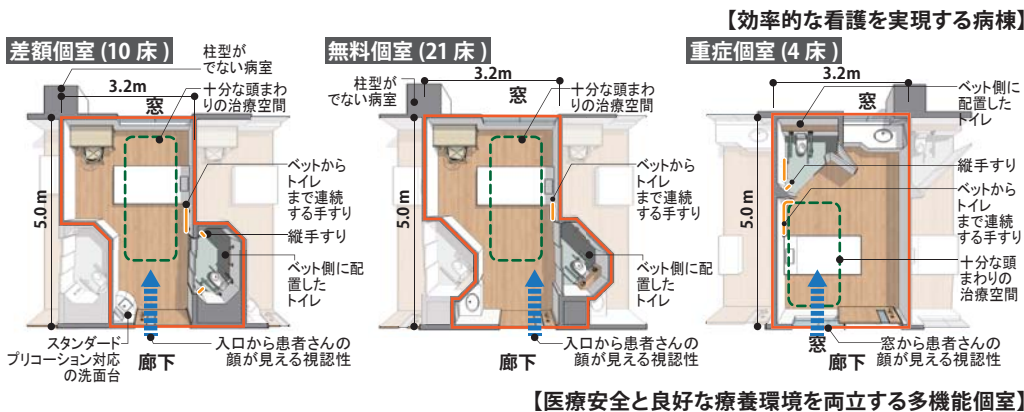 【効率的な看護を実現する病棟】
差額個室 (10 床 )
柱型が
でない病室
3.2m
窓
十分な頭まわ
りの治療空間
5.0 m
ベットから
トイレ
まで連続
する手すり
縦手すり
ベット側に配
置した
トイレ
スタンダード
プリコーション対応
の洗面台
廊下
入口から患者さんの
顔が見える視認性
無料個室 (21 床 )
柱型が
でない病室
3.2m
窓
十分な頭まわ
りの治療空間
5.0 m
ベットから
トイレ
まで連続
する手すり
ベット側に配
置した
トイレ
廊下
入口から患者さんの
顔が見える視認性
重症個室 (4 床 )
3.2m
窓
ベット側に
配置した
トイレ
5.0 m
縦手すり
ベットから
トイレ
まで連続
する手すり
十分な頭
まわりの
治療空間
窓
廊下
窓から患者さんの
顔が見える視認性
【医療安全と良好な療養環境を両立する多機能個室】